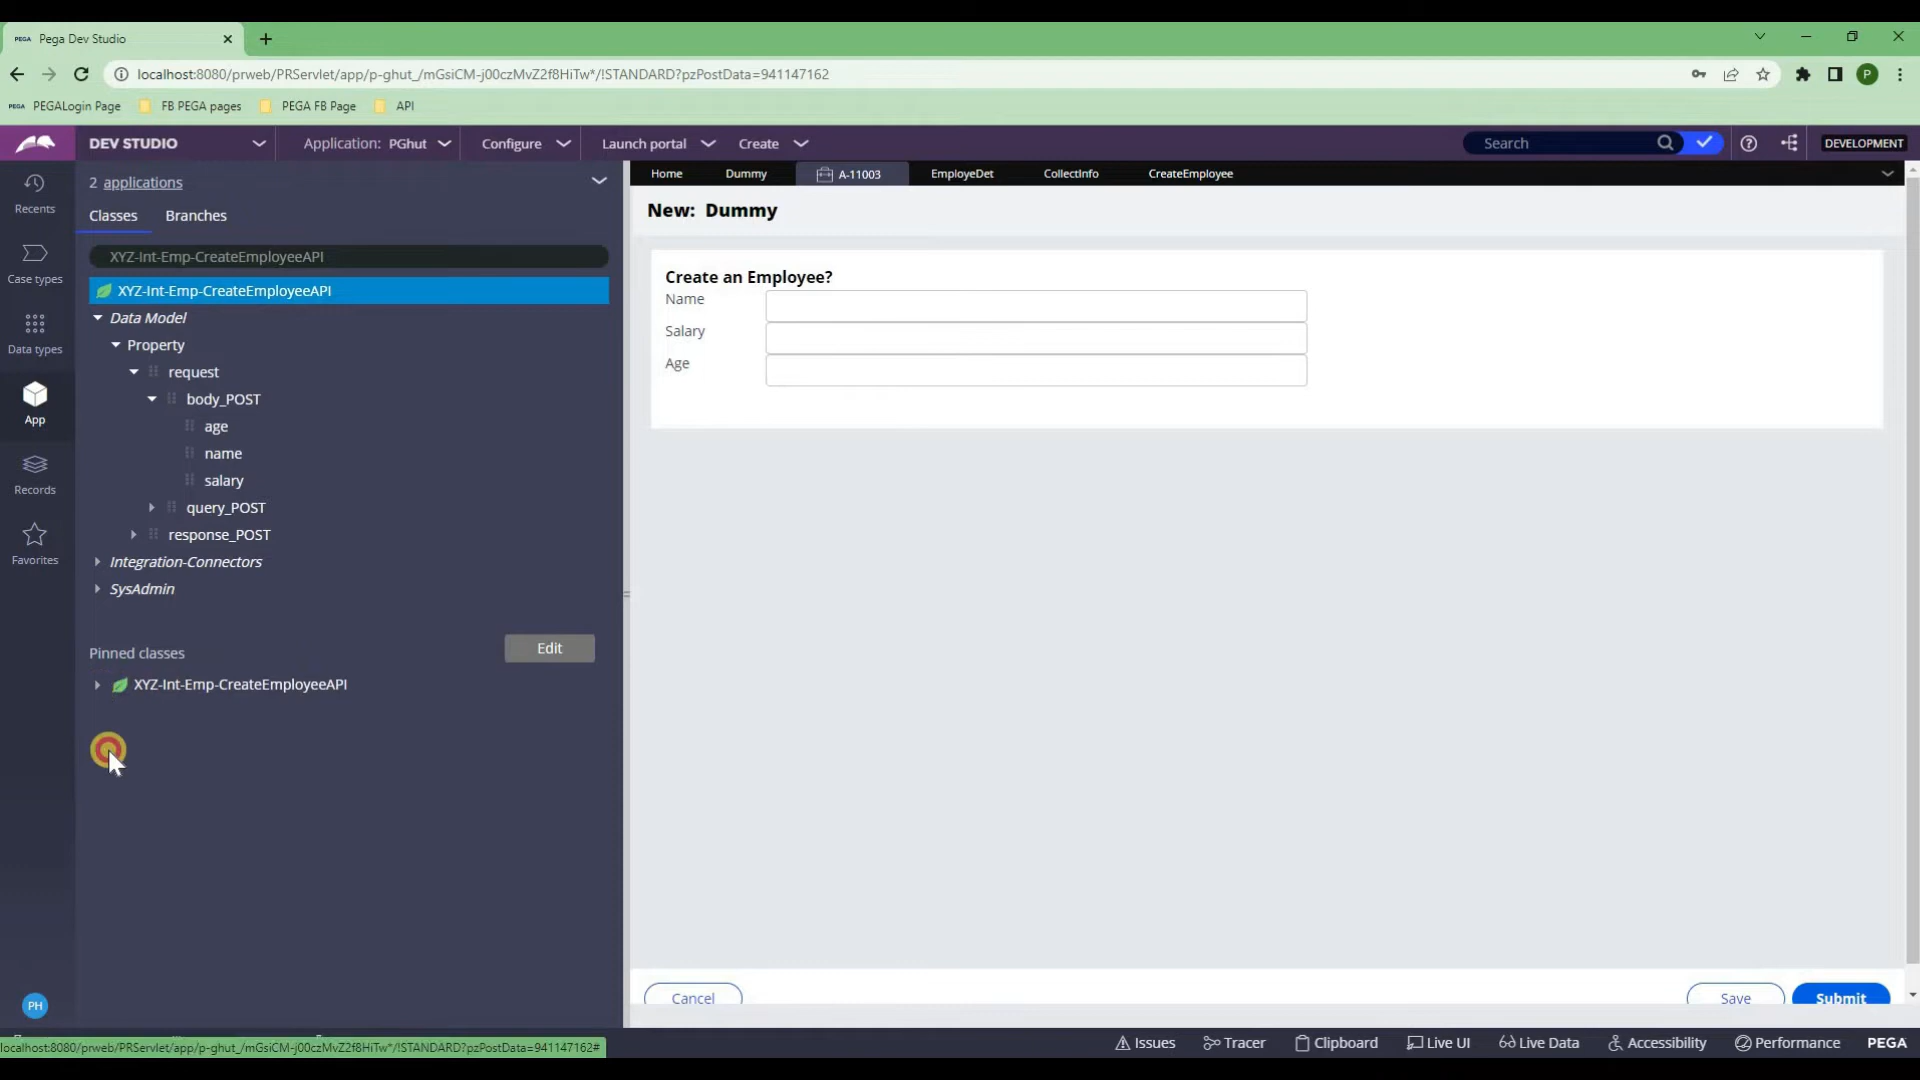 PEGA Pega Dev Studio
localhost:8080/prweb/PRServlet/app/p-ghut_/mGsiCM-j00czMvZ2f8HiTw*/!STANDARD?pzPostData=941147162
P
PEGA PEGALogin Page FB PEGA pages PEGA FB Page API
DEV STUDIO Application: PGhut Configure Launch portal Create Search DEVELOPMENT
2 applications
Home Dummy A-11003 EmployeDet CollectInfo CreateEmployee
Recents
Classes Branches
New: Dummy
XYZ-Int-Emp-CreateEmployeeAPI
Case types
XYZ-Int-Emp-CreateEmployeeAPI
Create an Employee?
Name
Salary
Age
Data Model
Data types
Property
request
body_POST
App
age
name
Records
salary
query_POST
response_POST
Favorites
Integration-Connectors
SysAdmin
Pinned classes Edit
XYZ-Int-Emp-CreateEmployeeAPI
PH
Cancel Save Submit
localhost:8080/prweb/PRServlet/app/p-ghut_/mGsiCM-j00czMvZ2f8HiTw*/!STANDARD?pzPostData=941147162#
Issues Tracer Clipboard Live UI Live Data Accessibility Performance PEGA